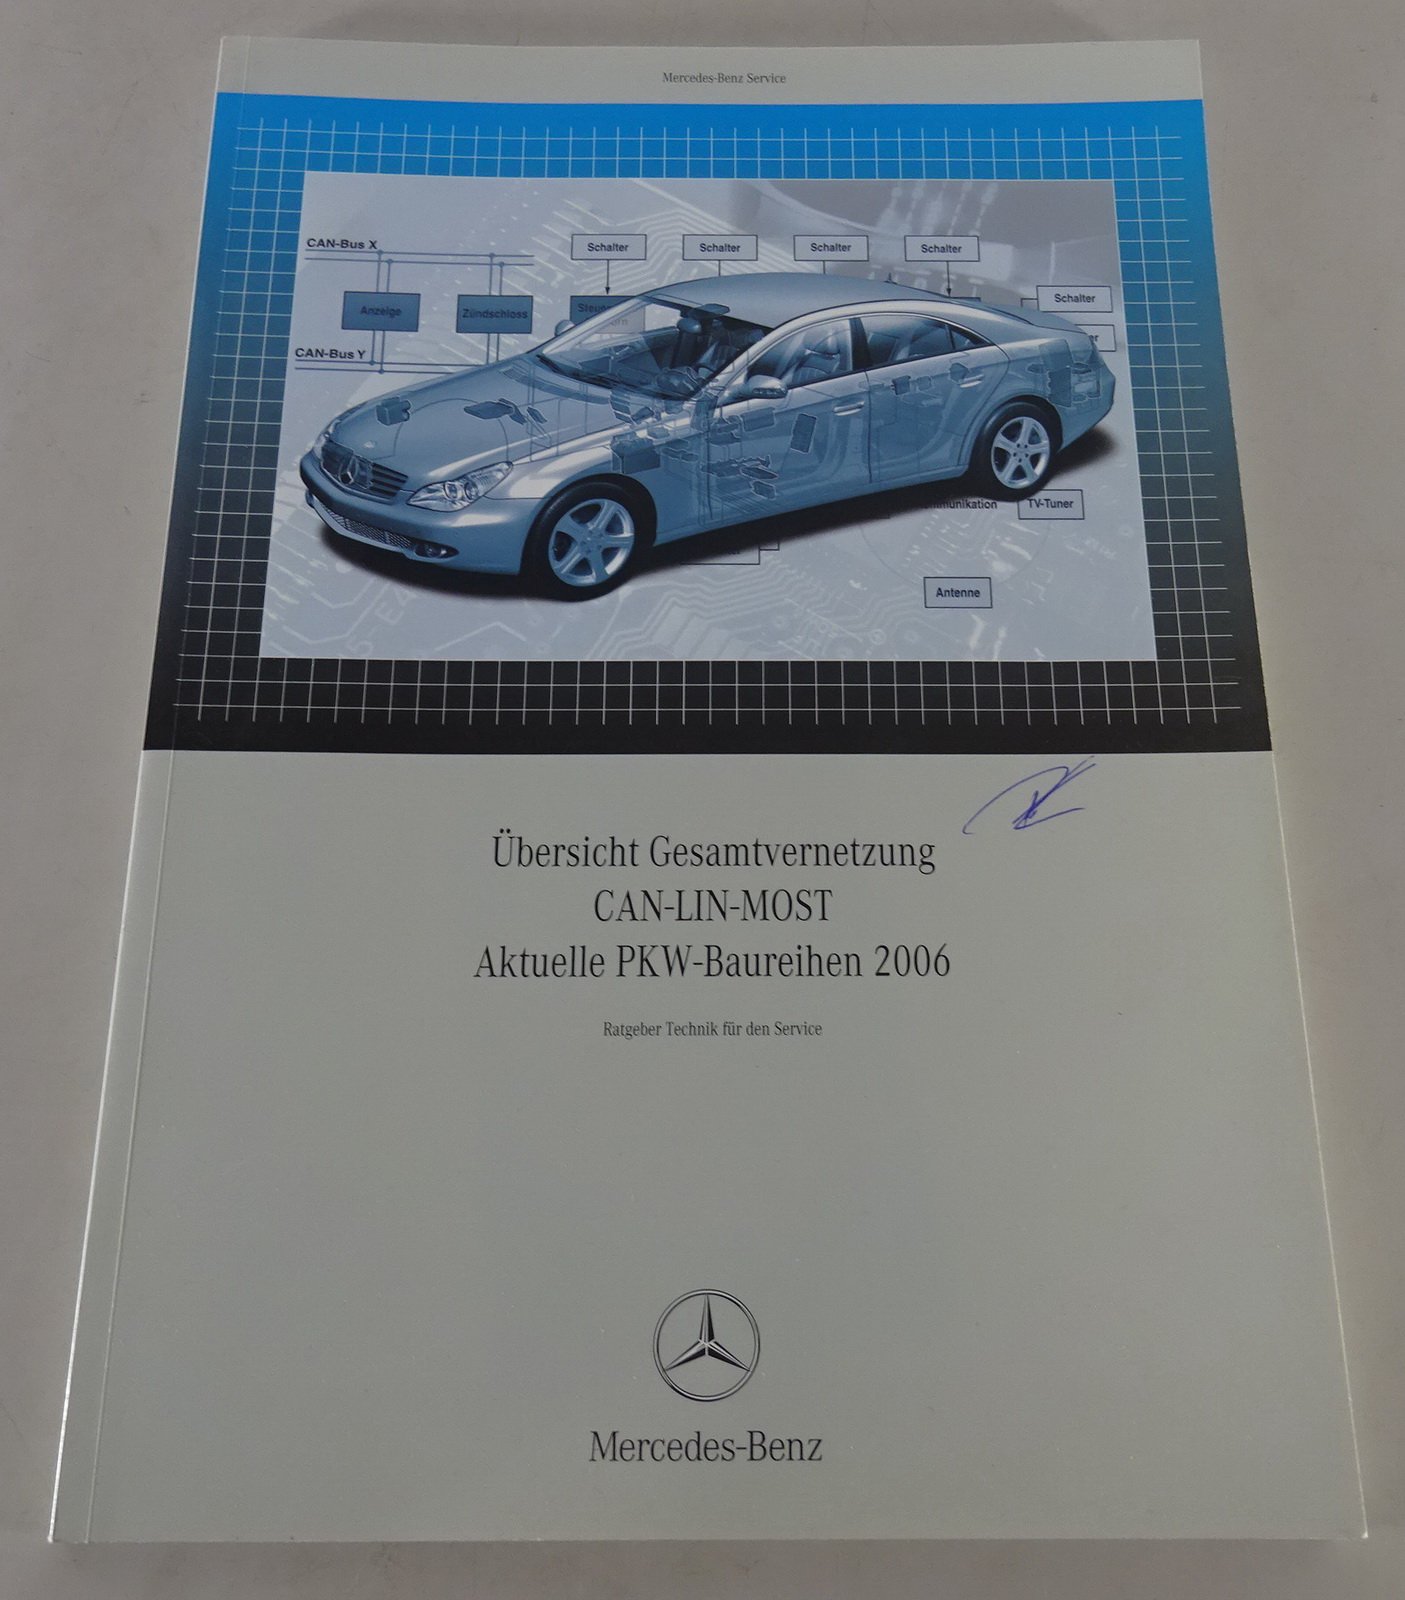 Mercedes-Benz Service
CAN-Bus X
Schalter
Schalter
Schalter
Schalter
Schalter
Anzeige
Zündschloss
CAN-Bus Y
TV-Tuner
Antenne
Übersicht Gesamtvernetzung
CAN-LIN-MOST
Aktuelle PKW-Baureihen 2006
Ratgeber Technik für den Service
Mercedes-Benz